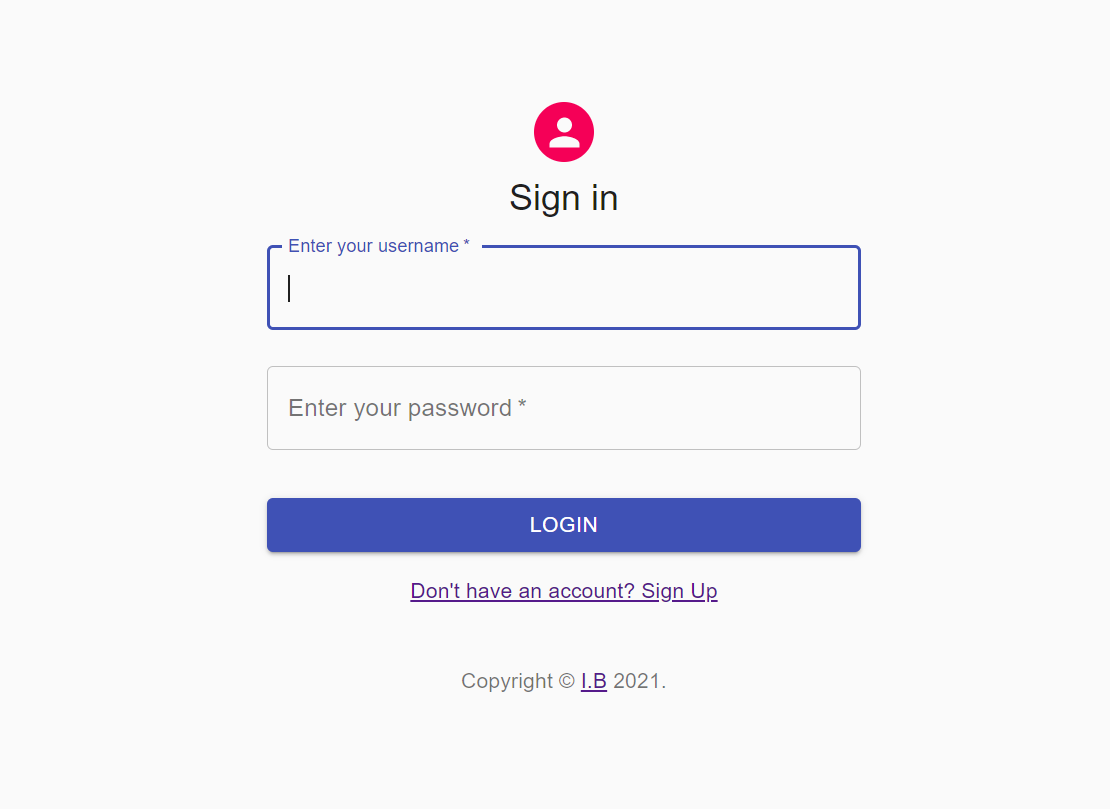 Sign in
Enter your username *
Enter your password *
LOGIN
Don't have an account? Sign Up
Copyright © I.B 2021.